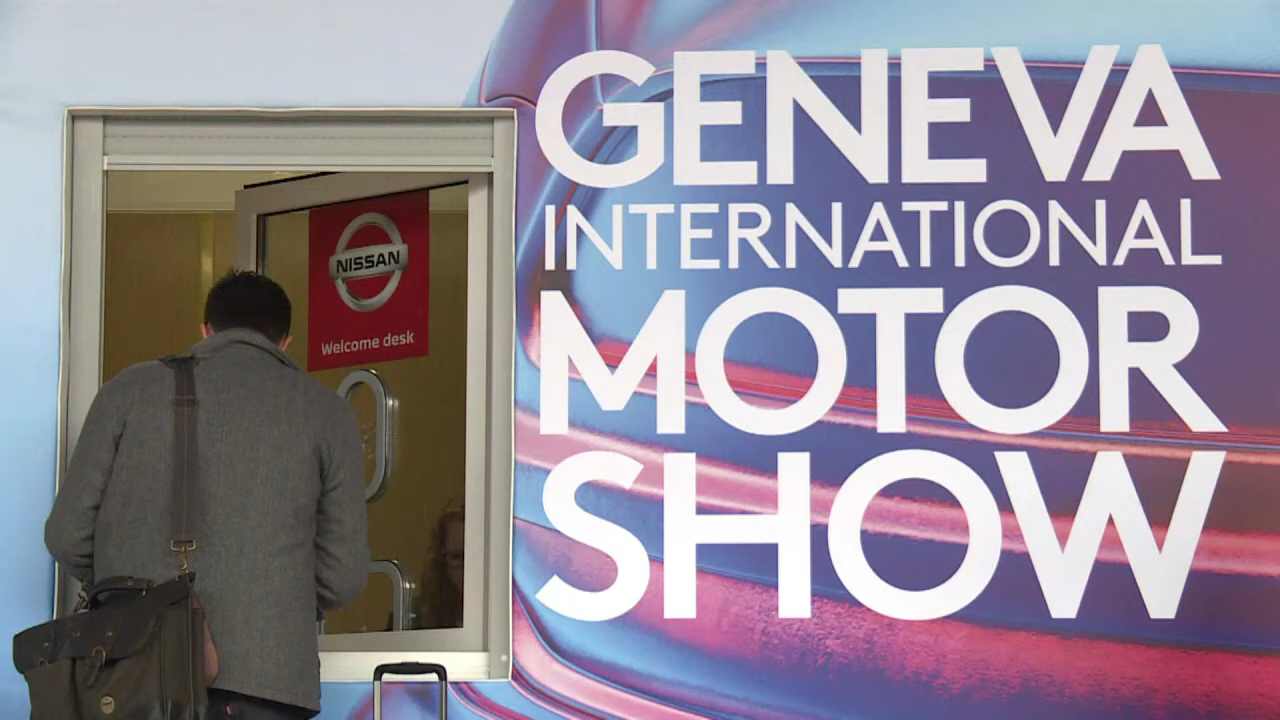 GENEVA
INTERNATIONAL
MOTOR
SHOW
NISSAN
Welcome desk